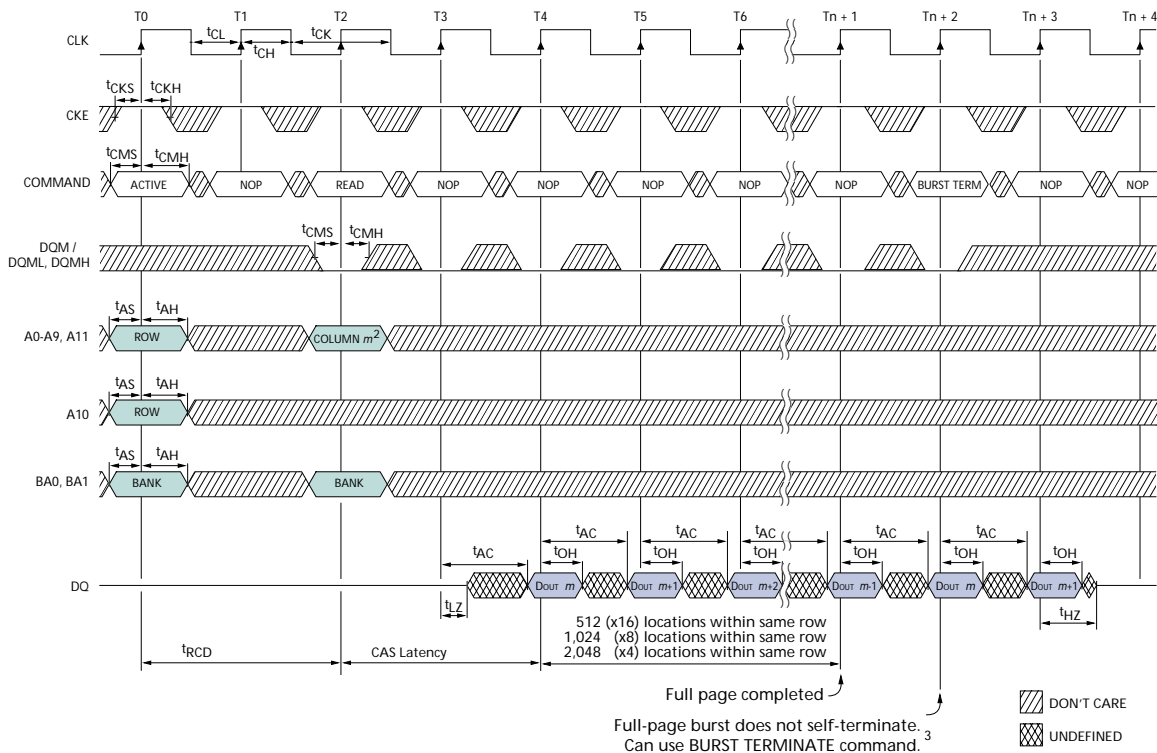 T0 T1 T2 T3 T4 T5 T6 Tn + 1 Tn + 2 Tn + 3 Tn + 4
CLK
tCL
tCH
tCK
tCKS tCKH
CKE
tCMS tCMH
COMMAND ACTIVE NOP READ NOP NOP NOP NOP NOP BURST TERM NOP NOP
tCMS tCMH
DQM /
DQML, DQMH
tAS tAH
A0-A9, A11 ROW COLUMN m2
tAS tAH
A10 ROW
tAS tAH
BA0, BA1 BANK BANK
tAC tAC tAC tAC tAC tAC
tOH tOH tOH tOH tOH tOH
DQ DOUT m DOUT m+1 DOUT m+2 DOUT m-1 DOUT m DOUT m+1
tLZ
tHZ
512 (x16) locations within same row
1,024 (x8) locations within same row
2,048 (x4) locations within same row
tRCD CAS Latency
Full page completed
Full-page burst does not self-terminate. 3
Can use BURST TERMINATE command.
DON'T CARE
UNDEFINED